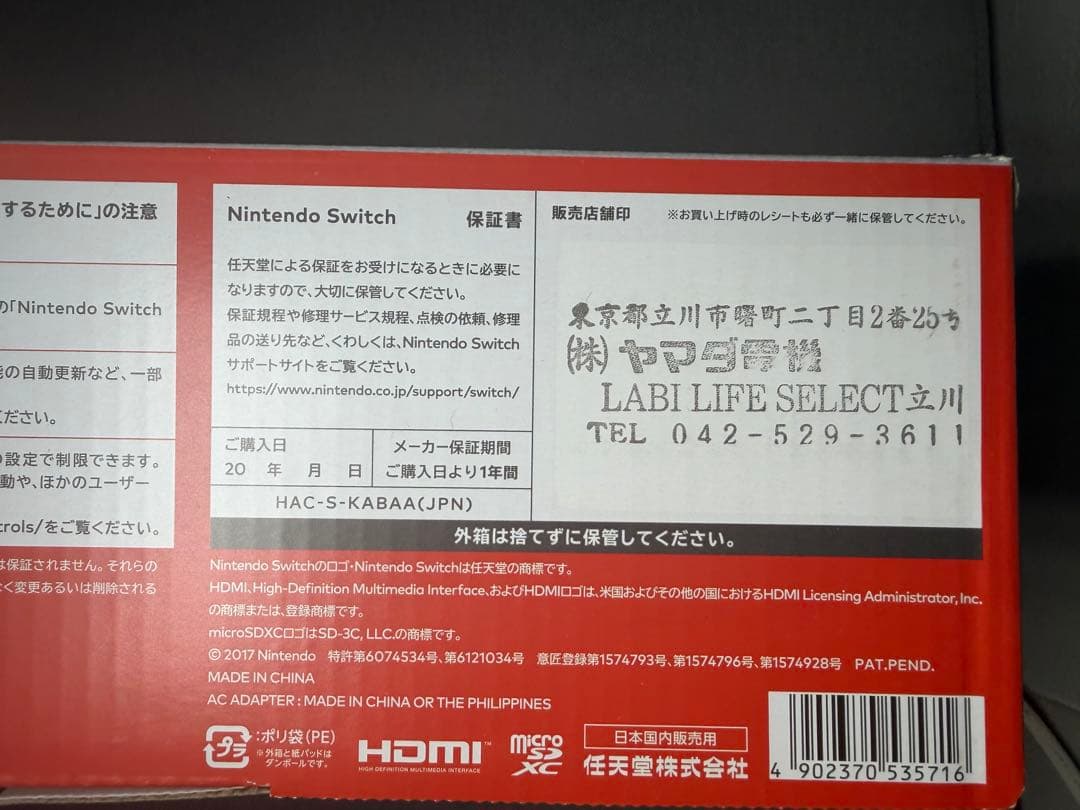 するために」の注意
の「Nintendo Switch
の自動更新など、一部
ください。
設定で制限できます。
動や、ほかのユーザー
trols/をご覧ください。
は保証されません。それらの
なく変更あるいは削除される
Nintendo Switch 保証書
任天堂による保証をお受けになるときに必要に
なりますので、大切に保管してください。
保証規程や修理サービス規程、点検の依頼、修理
品の送り先など、くわしくは、Nintendo Switch
サポートサイトをご覧ください。
https://www.nintendo.co.jp/support/switch/
ご購入日
20 年 月 日
メーカー保証期間
ご購入日より1年間
HAC-S-KABAA(JPN)
販売店舗印 ※お買い上げ時のレシートも必ず一緒に保管してください。
東京都立川市曙町二丁目2番25号
(株)ヤマダ電機
LABI LIFE SELECT立川
TEL 042-529-3611
外箱は捨てずに保管してください。
Nintendo Switchのロゴ・Nintendo Switchは任天堂の商標です。
HDMI、High-Definition Multimedia Interface、およびHDMIロゴは、米国およびその他の国におけるHDMI Licensing Administrator, Inc.
の商標または、登録商標です。
microSDXCロゴはSD-3C, LLC.の商標です。
© 2017 Nintendo 特許第6074534号、第6121034号 意匠登録第1574793号、第1574796号、第1574928号 PAT.PEND.
MADE IN CHINA
AC ADAPTER : MADE IN CHINA OR THE PHILIPPINES
プラ
:ポリ袋(PE)
※外箱と紙パッドは
ダンボールです。
HDMI™
HIGH DEFINITION MULTIMEDIA INTERFACE
micro
SD
XC
日本国内販売用
任天堂株式会社
4 902370 535716